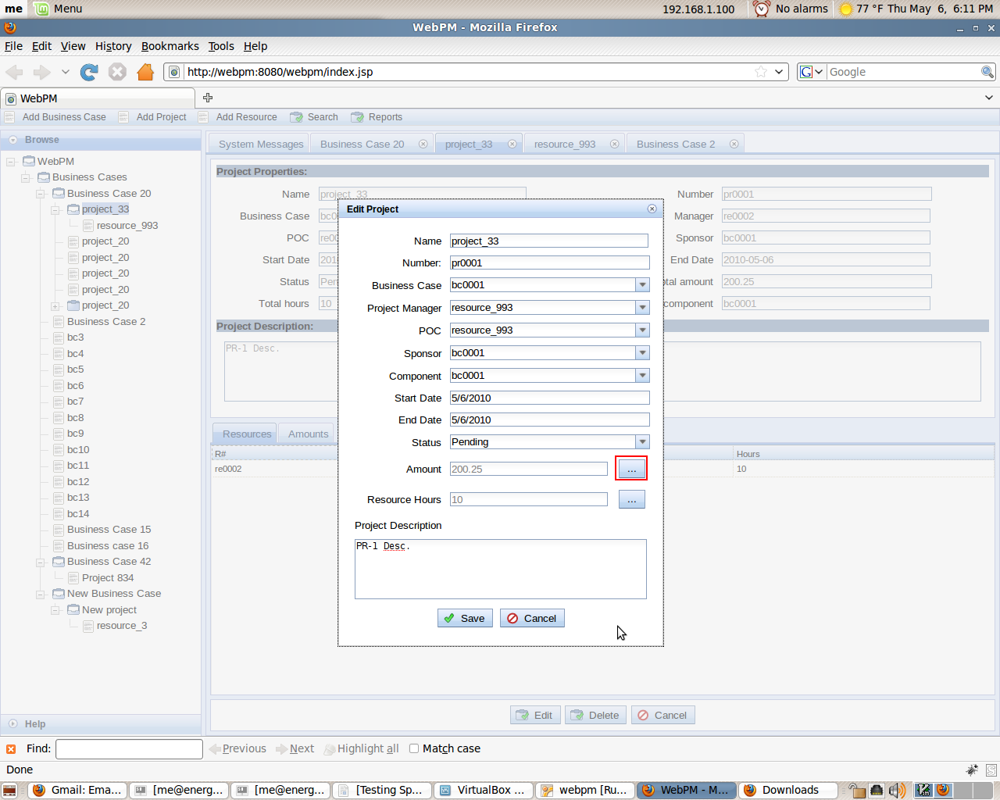 me Menu 192.168.1.100 No alarms 77 °F Thu May 6, 6:11 PM
WebPM - Mozilla Firefox
File Edit View History Bookmarks Tools Help
http://webpm:8080/webpm/index.jsp G Google
WebPM
Add Business Case Add Project Add Resource Search Reports
Browse
WebPM
Business Cases
Business Case 20
project_33
resource_993
project_20
project_20
project_20
project_20
project_20
Business Case 2
bc3
bc4
bc5
bc6
bc7
bc8
bc9
bc10
bc11
bc12
bc13
bc14
Business Case 15
Business case 16
Business Case 42
Project 834
New Business Case
New project
resource_3
Help
System Messages Business Case 20 project_33 resource_993 Business Case 2
Project Properties:
Name project_33 Number pr0001
Business Case bc0 Manager re0002
POC re00 Sponsor bc0001
Start Date 201 End Date 2010-05-06
Status Per tal amount 200.25
Total hours 10 component bc0001
Project Description:
PR-1 Desc.
Resources Amounts
R# Hours
re0002 10
Edit Delete Cancel
Edit Project
Name project_33
Number: pr0001
Business Case bc0001
Project Manager resource_993
POC resource_993
Sponsor bc0001
Component bc0001
Start Date 5/6/2010
End Date 5/6/2010
Status Pending
Amount 200.25 ...
Resource Hours 10 ...
Project Description
PR-1 Desc.
Save Cancel
Find: Previous Next Highlight all Match case
Done
Gmail: Ema... [me@energ... [me@energ... [Testing Sp... VirtualBox ... webpm [Ru... WebPM - M... Downloads